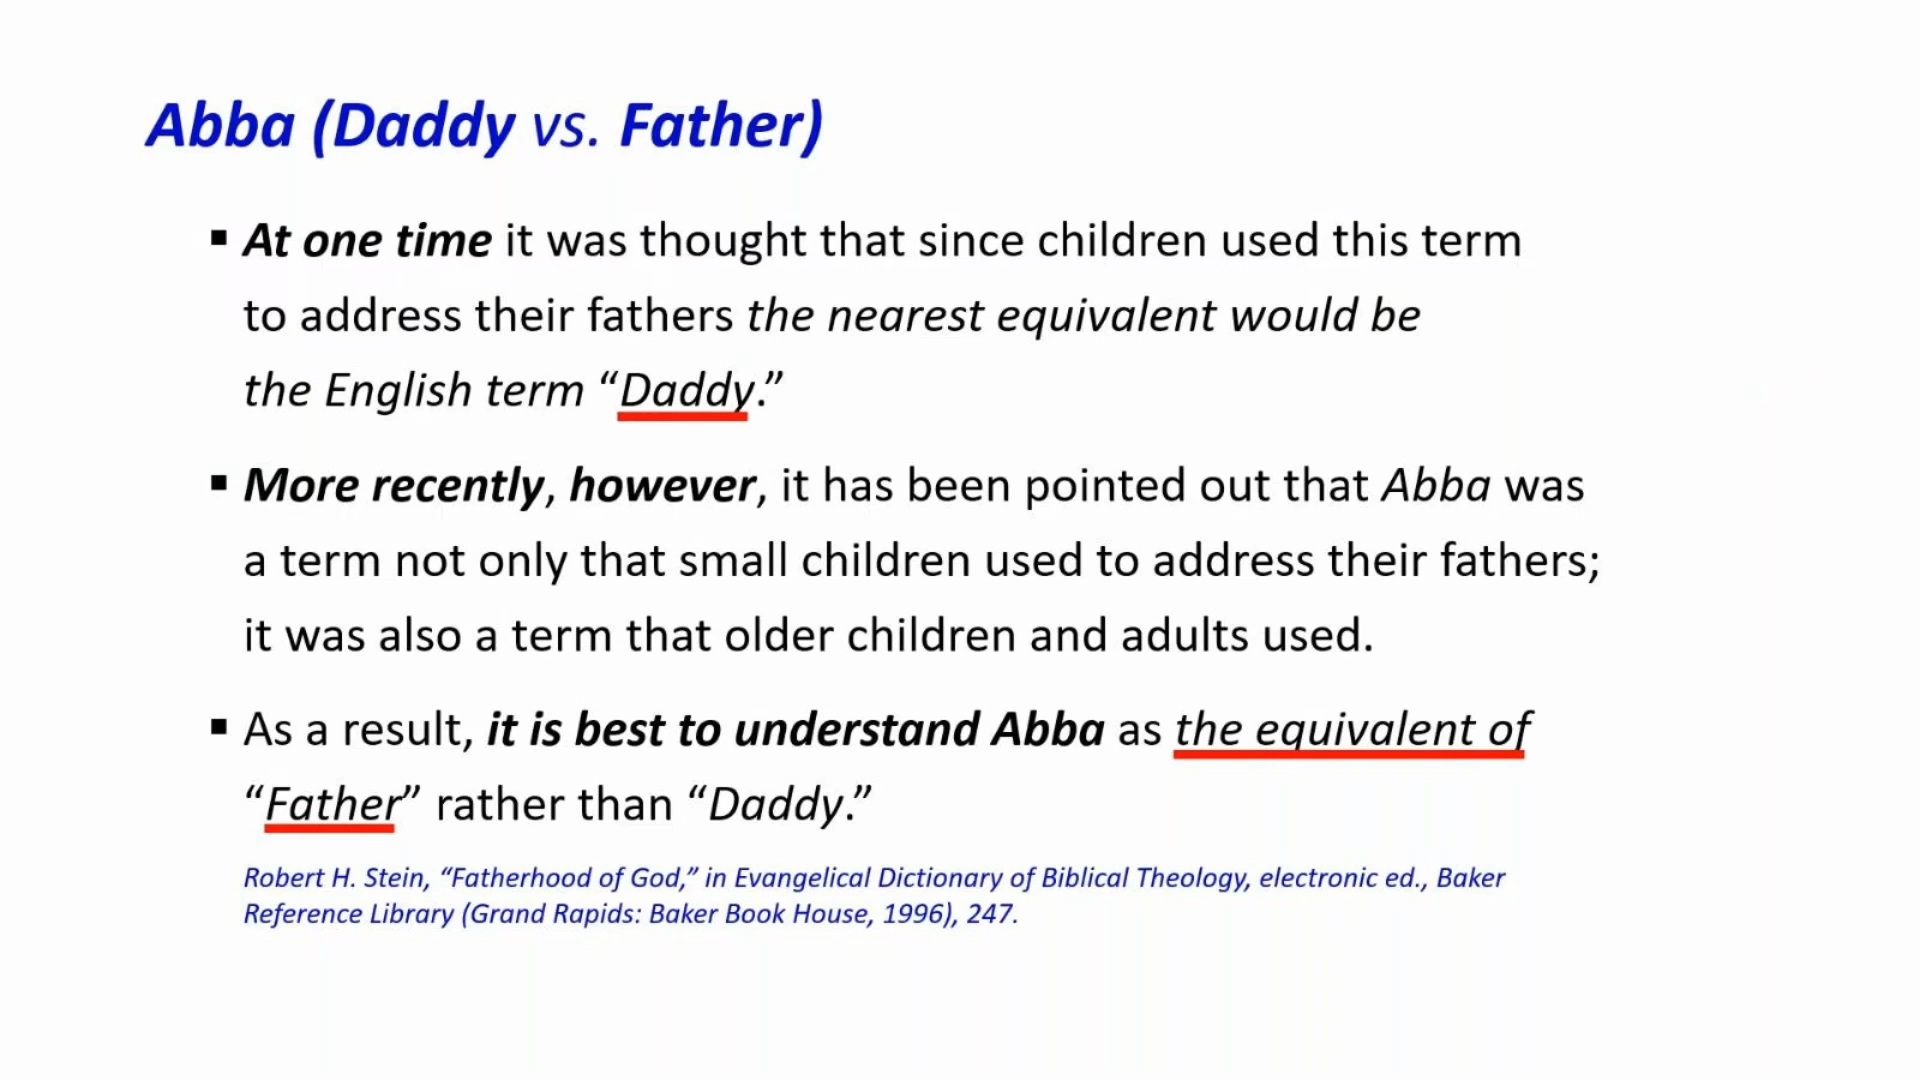 Abba (Daddy vs. Father)
▪ At one time it was thought that since children used this term
to address their fathers the nearest equivalent would be
the English term “Daddy.”
▪ More recently, however, it has been pointed out that Abba was
a term not only that small children used to address their fathers;
it was also a term that older children and adults used.
▪ As a result, it is best to understand Abba as the equivalent of
“Father” rather than “Daddy.”
Robert H. Stein, “Fatherhood of God,” in Evangelical Dictionary of Biblical Theology, electronic ed., Baker
Reference Library (Grand Rapids: Baker Book House, 1996), 247.